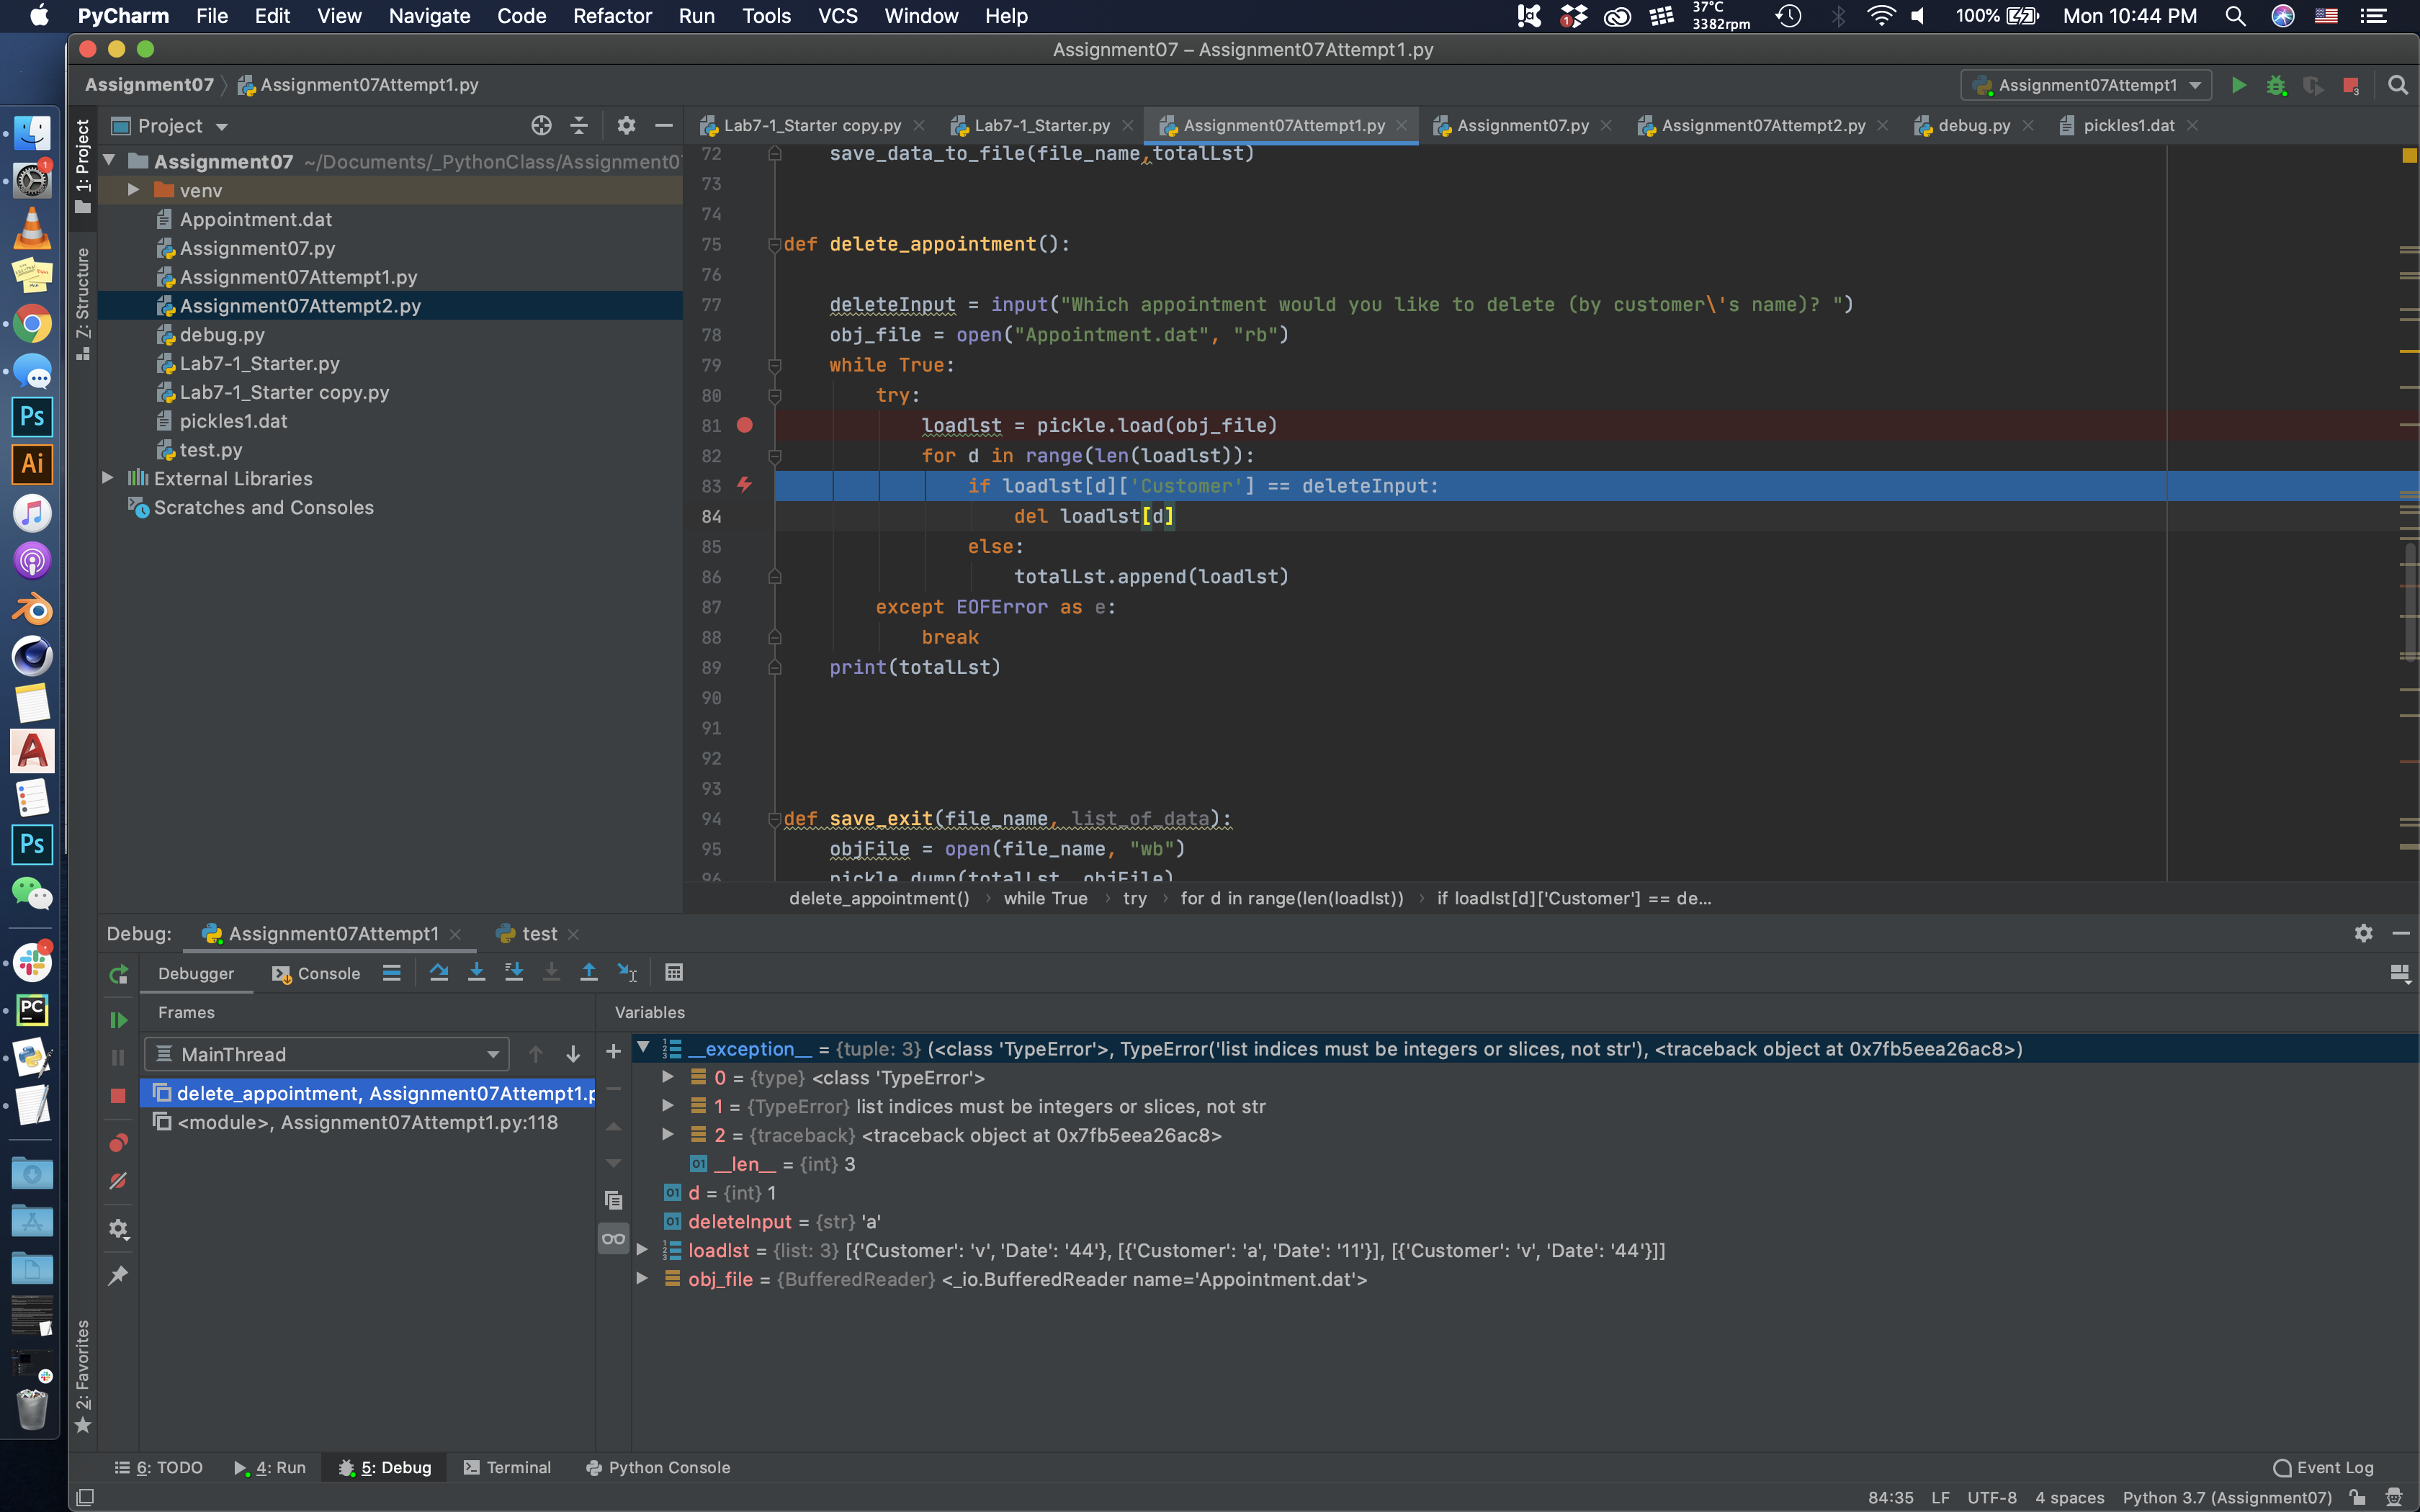 PyCharm File Edit View Navigate Code Refactor Run Tools VCS Window Help 37°C 3382rpm 100% Mon 10:44 PM
Assignment07 – Assignment07Attempt1.py
Assignment07 Assignment07Attempt1.py Assignment07Attempt1
Project
Lab7-1_Starter copy.py Lab7-1_Starter.py Assignment07Attempt1.py Assignment07.py Assignment07Attempt2.py debug.py pickles1.dat
1: Project
Z: Structure
2: Favorites
Assignment07 ~/Documents/_PythonClass/Assignment0
venv
Appointment.dat
Assignment07.py
Assignment07Attempt1.py
Assignment07Attempt2.py
debug.py
Lab7-1_Starter.py
Lab7-1_Starter copy.py
pickles1.dat
test.py
External Libraries
Scratches and Consoles
Ps
Ai
Ps
PC
72 save_data_to_file(file_name,totalLst)
73
74
75 def delete_appointment():
76
77 deleteInput = input("Which appointment would you like to delete (by customer\'s name)? ")
78 obj_file = open("Appointment.dat", "rb")
79 while True:
80 try:
81 loadlst = pickle.load(obj_file)
82 for d in range(len(loadlst)):
83 if loadlst[d]['Customer'] == deleteInput:
84 del loadlst[d]
85 else:
86 totalLst.append(loadlst)
87 except EOFError as e:
88 break
89 print(totalLst)
90
91
92
93
94 def save_exit(file_name, list_of_data):
95 objFile = open(file_name, "wb")
96 pickle.dump(totalLst, objFile)
delete_appointment() › while True › try › for d in range(len(loadlst)) › if loadlst[d]['Customer'] == de...
Debug: Assignment07Attempt1 test
Debugger Console
Frames
Variables
MainThread
delete_appointment, Assignment07Attempt1.p
<module>, Assignment07Attempt1.py:118
__exception__ = {tuple: 3} (<class 'TypeError'>, TypeError('list indices must be integers or slices, not str'), <traceback object at 0x7fb5eea26ac8>)
0 = {type} <class 'TypeError'>
1 = {TypeError} list indices must be integers or slices, not str
2 = {traceback} <traceback object at 0x7fb5eea26ac8>
__len__ = {int} 3
d = {int} 1
deleteInput = {str} 'a'
loadlst = {list: 3} [{'Customer': 'v', 'Date': '44'}, [{'Customer': 'a', 'Date': '11'}], [{'Customer': 'v', 'Date': '44'}]]
obj_file = {BufferedReader} <_io.BufferedReader name='Appointment.dat'>
6: TODO 4: Run 5: Debug Terminal Python Console Event Log
84:35 LF UTF-8 4 spaces Python 3.7 (Assignment07)